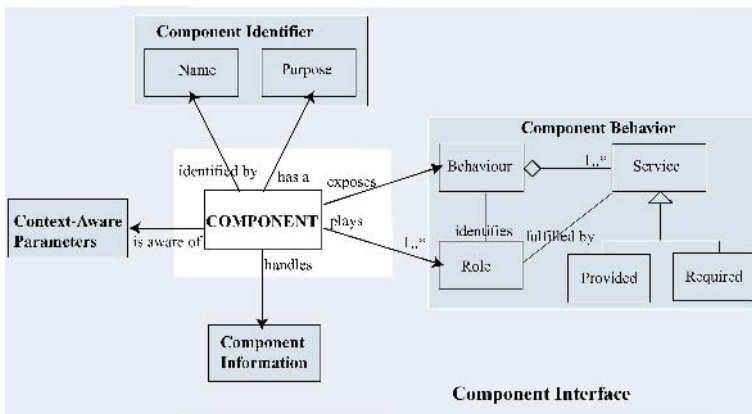 Component Identifier
Name
Purpose
identified by
has a
COMPONENT
exposes
plays
1..*
is aware of
Context-Aware
Parameters
handles
Component
Information
Component Behavior
Behaviour
1..*
Service
identifies
fulfilled by
Role
Provided
Required
Component Interface